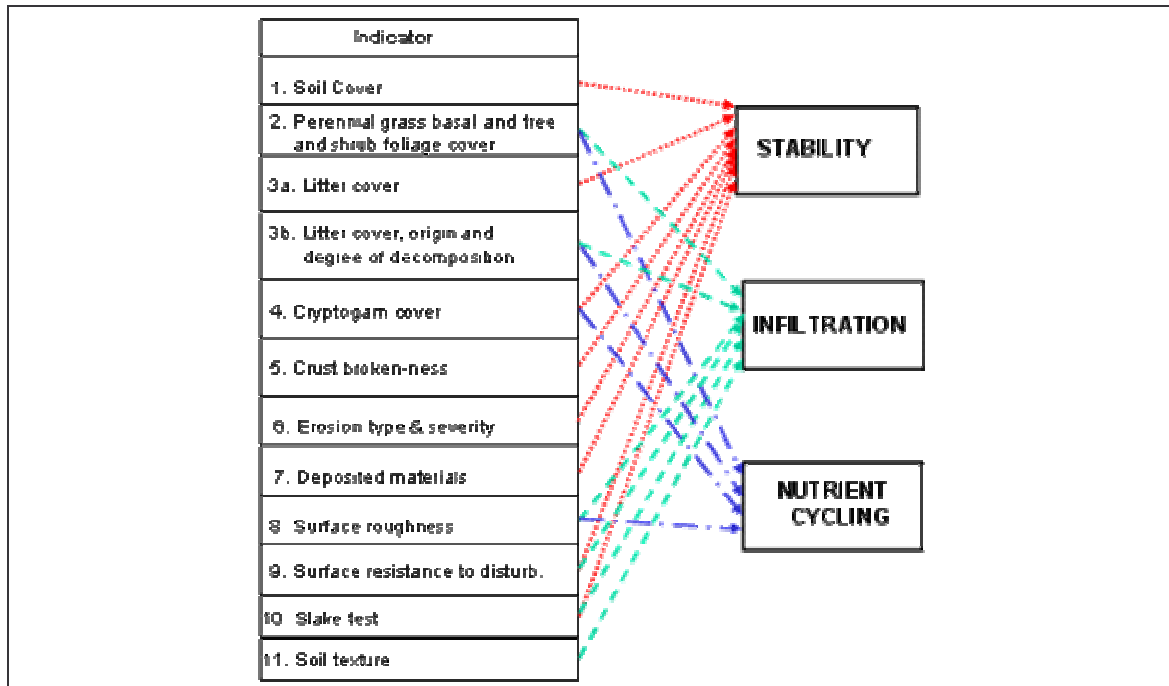 Indicator
1. Soil Cover
2. Perennial grass basal and tree
and shrub foliage cover
3a. Litter cover
3b. Litter cover, origin and
degree of decomposition
4. Cryptogam cover
5. Crust broken-ness
6. Erosion type & severity
7. Deposited materials
8 Surface roughness
9. Surface resistance to disturb.
10 Slake test
11. Soil texture
STABILITY
INFILTRATION
NUTRIENT
CYCLING